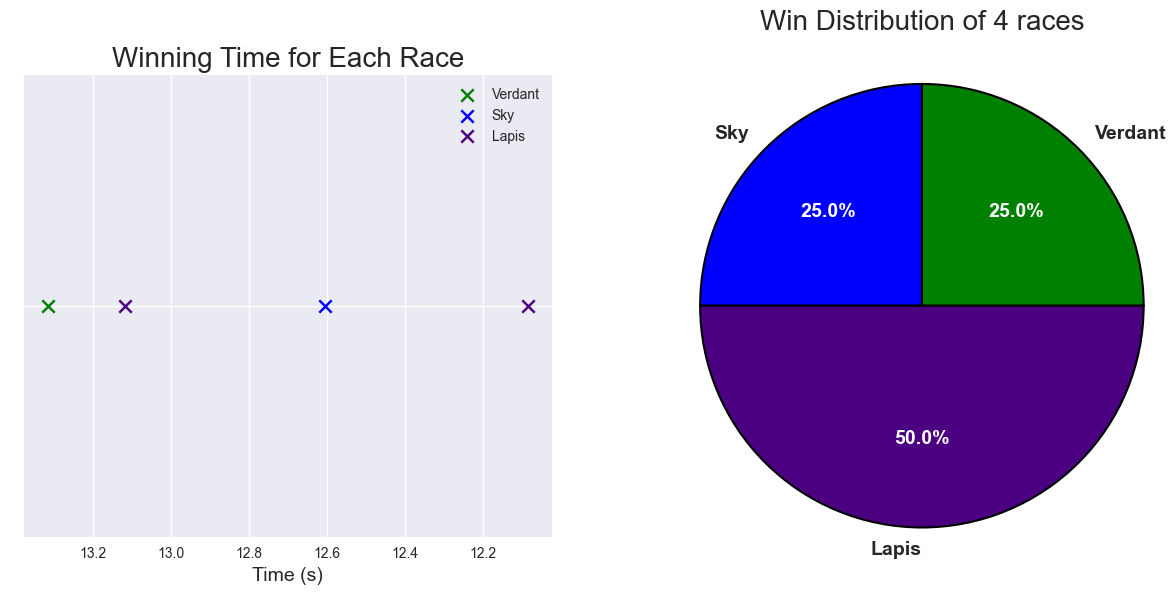 Winning Time for Each Race
Verdant
Sky
Lapis
13.2 13.0 12.8 12.6 12.4 12.2
Time (s)
Win Distribution of 4 races
Sky
Verdant
25.0% 25.0%
50.0%
Lapis